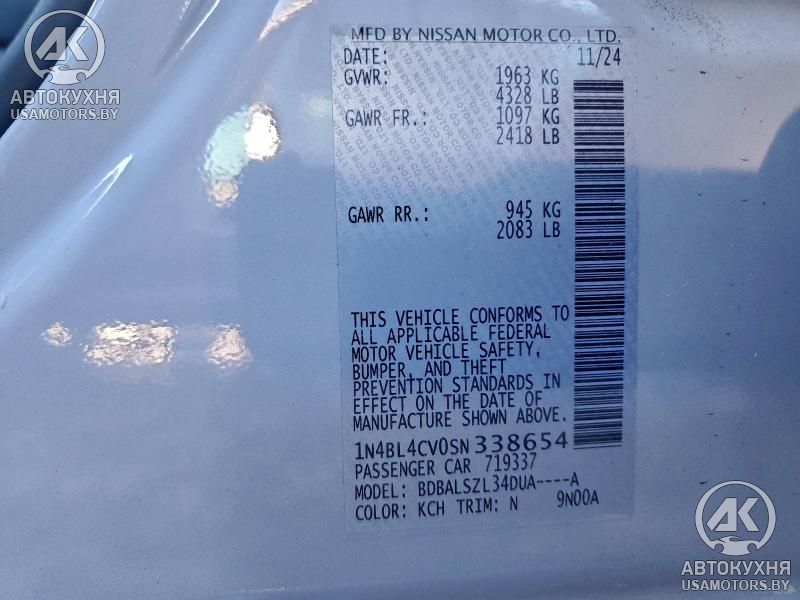 АК
АВТОКУХНЯ
USAMOTORS.BY
MFD BY NISSAN MOTOR CO., LTD.
DATE: 11/24
GVWR: 1963 KG
4328 LB
GAWR FR.: 1097 KG
2418 LB
GAWR RR.: 945 KG
2083 LB
THIS VEHICLE CONFORMS TO
ALL APPLICABLE FEDERAL
MOTOR VEHICLE SAFETY,
BUMPER, AND THEFT
PREVENTION STANDARDS IN
EFFECT ON THE DATE OF
MANUFACTURE SHOWN ABOVE.
1N4BL4CV0SN338654
PASSENGER CAR 719337
MODEL: BDBALSZL34DUA----A
COLOR: KCH TRIM: N 9N00A
АК
АВТОКУХНЯ
USAMOTORS.BY